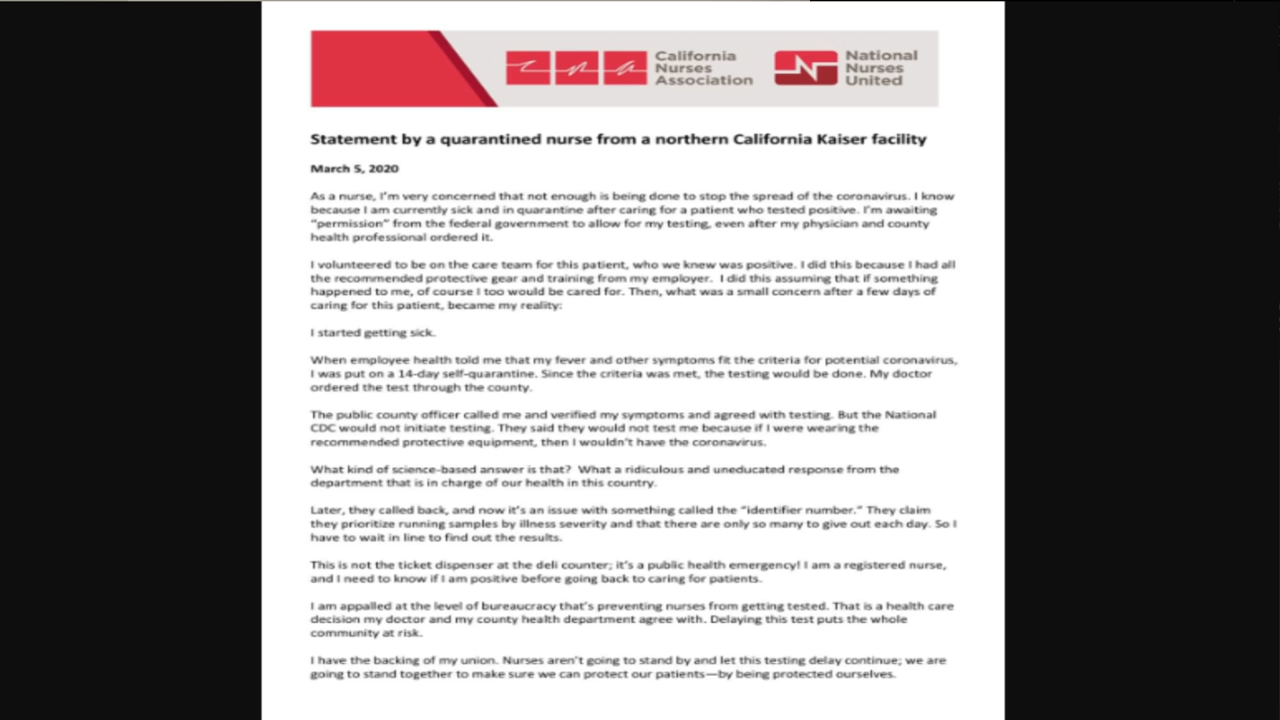 California
Nurses
Association
National
Nurses
United
Statement by a quarantined nurse from a northern California Kaiser facility
March 5, 2020
As a nurse, I'm very concerned that not enough is being done to stop the spread of the coronavirus. I know
because I am currently sick and in quarantine after caring for a patient who tested positive. I'm awaiting
“permission” from the federal government to allow for my testing, even after my physician and county
health professional ordered it.
I volunteered to be on the care team for this patient, who we knew was positive. I did this because I had all
the recommended protective gear and training from my employer.  I did this assuming that if something
happened to me, of course I too would be cared for. Then, what was a small concern after a few days of
caring for this patient, became my reality:
I started getting sick.
When employee health told me that my fever and other symptoms fit the criteria for potential coronavirus,
I was put on a 14-day self-quarantine. Since the criteria was met, the testing would be done. My doctor
ordered the test through the county.
The public county officer called me and verified my symptoms and agreed with testing. But the National
CDC would not initiate testing. They said they would not test me because if I were wearing the
recommended protective equipment, then I wouldn't have the coronavirus.
What kind of science-based answer is that?  What a ridiculous and uneducated response from the
department that is in charge of our health in this country.
Later, they called back, and now it's an issue with something called the “identifier number.” They claim
they prioritize running samples by illness severity and that there are only so many to give out each day. So I
have to wait in line to find out the results.
This is not the ticket dispenser at the deli counter; it's a public health emergency! I am a registered nurse,
and I need to know if I am positive before going back to caring for patients.
I am appalled at the level of bureaucracy that's preventing nurses from getting tested. That is a health care
decision my doctor and my county health department agree with. Delaying this test puts the whole
community at risk.
I have the backing of my union. Nurses aren't going to stand by and let this testing delay continue; we are
going to stand together to make sure we can protect our patients—by being protected ourselves.